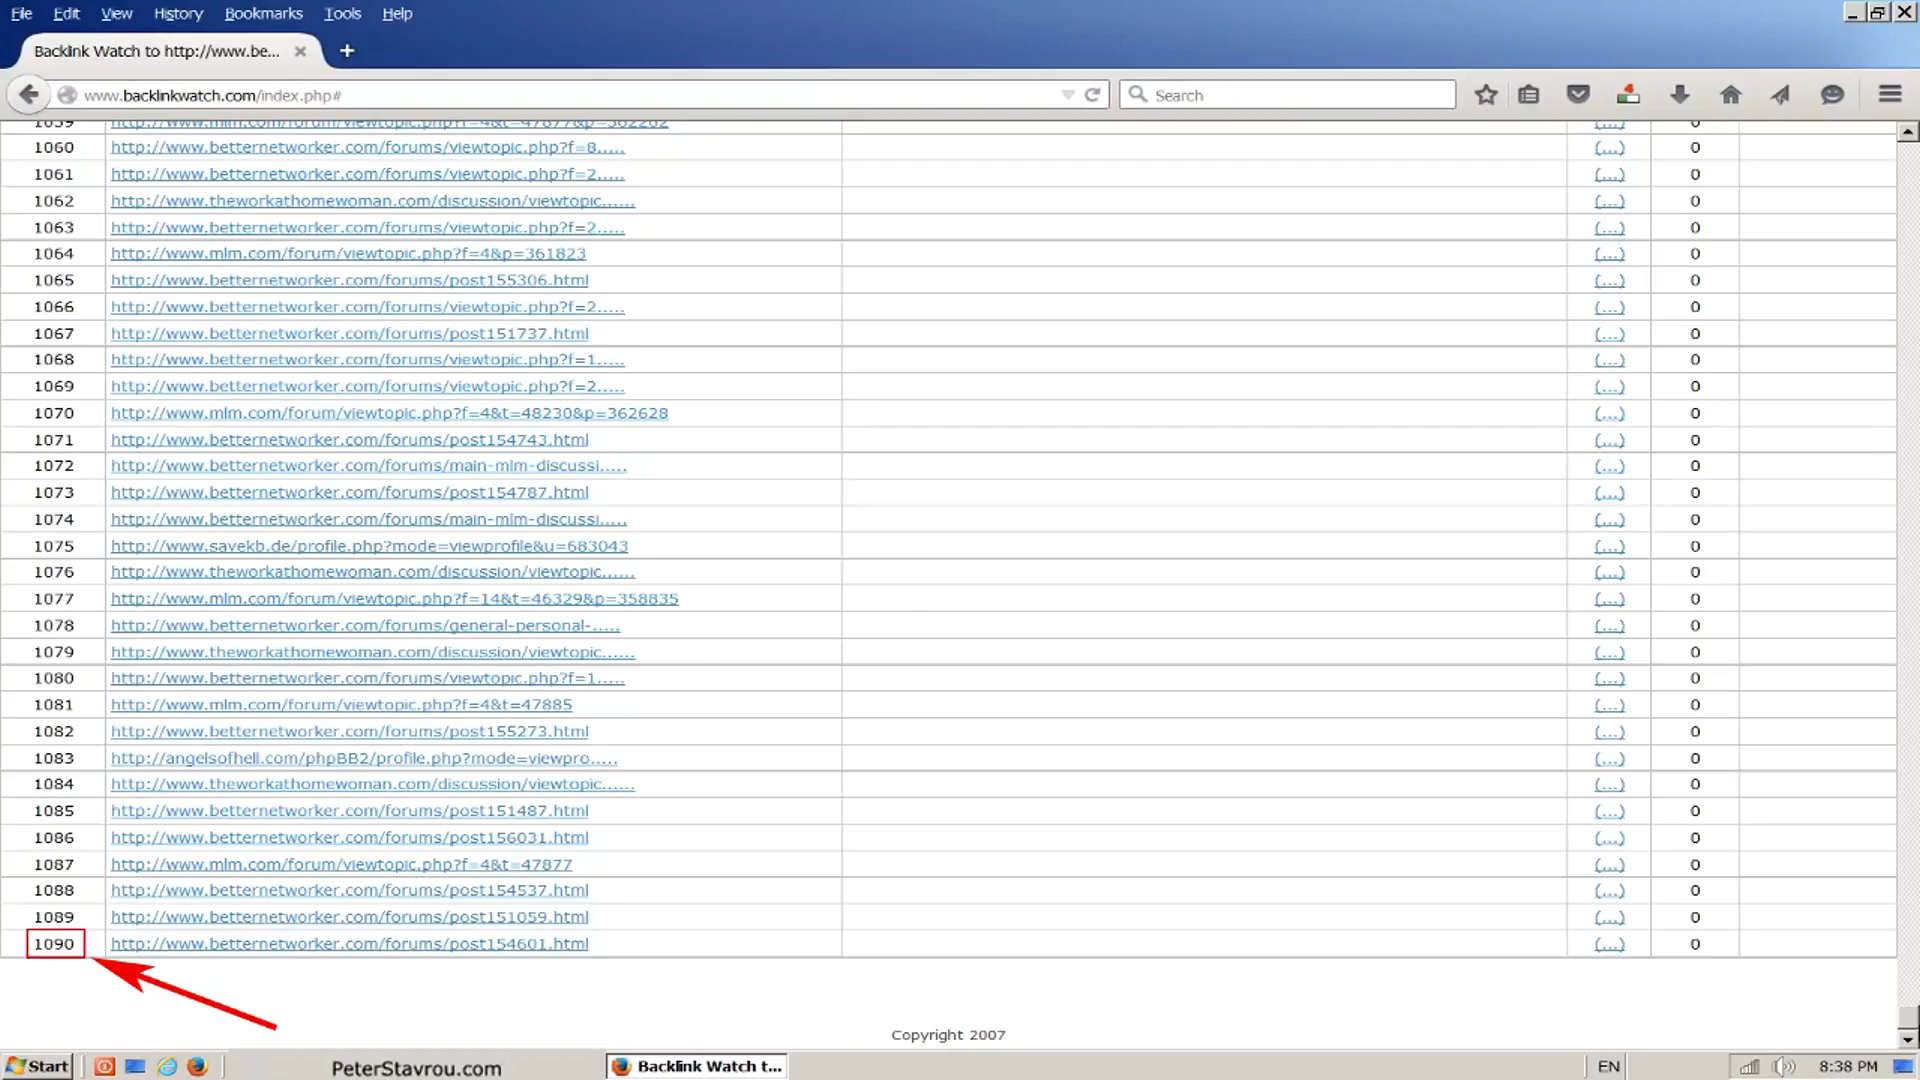 File Edit View History Bookmarks Tools Help
Backlink Watch to http://www.be...
www.backlinkwatch.com/index.php#
Search
1059 http://www.mlm.com/forum/viewtopic.php?f=4&t=47877&p=362262 (...) 0
1060 http://www.betternetworker.com/forums/viewtopic.php?f=8..... (...) 0
1061 http://www.betternetworker.com/forums/viewtopic.php?f=2..... (...) 0
1062 http://www.theworkathomewoman.com/discussion/viewtopic...... (...) 0
1063 http://www.betternetworker.com/forums/viewtopic.php?f=2..... (...) 0
1064 http://www.mlm.com/forum/viewtopic.php?f=4&p=361823 (...) 0
1065 http://www.betternetworker.com/forums/post155306.html (...) 0
1066 http://www.betternetworker.com/forums/viewtopic.php?f=2..... (...) 0
1067 http://www.betternetworker.com/forums/post151737.html (...) 0
1068 http://www.betternetworker.com/forums/viewtopic.php?f=1..... (...) 0
1069 http://www.betternetworker.com/forums/viewtopic.php?f=2..... (...) 0
1070 http://www.mlm.com/forum/viewtopic.php?f=4&t=48230&p=362628 (...) 0
1071 http://www.betternetworker.com/forums/post154743.html (...) 0
1072 http://www.betternetworker.com/forums/main-mlm-discussi..... (...) 0
1073 http://www.betternetworker.com/forums/post154787.html (...) 0
1074 http://www.betternetworker.com/forums/main-mlm-discussi..... (...) 0
1075 http://www.savekb.de/profile.php?mode=viewprofile&u=683043 (...) 0
1076 http://www.theworkathomewoman.com/discussion/viewtopic...... (...) 0
1077 http://www.mlm.com/forum/viewtopic.php?f=14&t=46329&p=358835 (...) 0
1078 http://www.betternetworker.com/forums/general-personal-..... (...) 0
1079 http://www.theworkathomewoman.com/discussion/viewtopic...... (...) 0
1080 http://www.betternetworker.com/forums/viewtopic.php?f=1..... (...) 0
1081 http://www.mlm.com/forum/viewtopic.php?f=4&t=47885 (...) 0
1082 http://www.betternetworker.com/forums/post155273.html (...) 0
1083 http://angelsofhell.com/phpBB2/profile.php?mode=viewpro..... (...) 0
1084 http://www.theworkathomewoman.com/discussion/viewtopic...... (...) 0
1085 http://www.betternetworker.com/forums/post151487.html (...) 0
1086 http://www.betternetworker.com/forums/post156031.html (...) 0
1087 http://www.mlm.com/forum/viewtopic.php?f=4&t=47877 (...) 0
1088 http://www.betternetworker.com/forums/post154537.html (...) 0
1089 http://www.betternetworker.com/forums/post151059.html (...) 0
1090 http://www.betternetworker.com/forums/post154601.html (...) 0
Copyright 2007
Start PeterStavrou.com Backlink Watch t... EN 8:38 PM